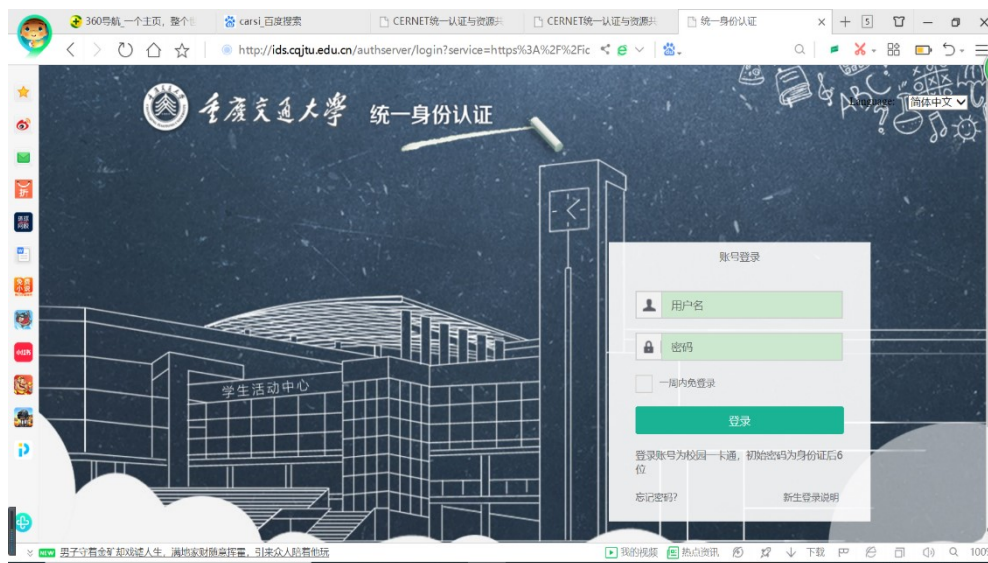 360导航_一个主页，整个
carsi_百度搜索
CERNET统一认证与资源共
CERNET统一认证与资源共
统一身份认证
5
http://ids.cqjtu.edu.cn/authserver/login?service=https%3A%2F%2Fic
重庆交通大学 统一身份认证
Language: 简体中文
ABC
账号登录
用户名
密码
一周内免登录
登录
登录账号为校园一卡通，初始密码为身份证后6
位
忘记密码? 新生登录说明
学生活动中心
NEW 男子守着金矿却戏谑人生，满地家财随意挥霍，引来众人陪着他玩
我的视频 热点资讯 下载 100%